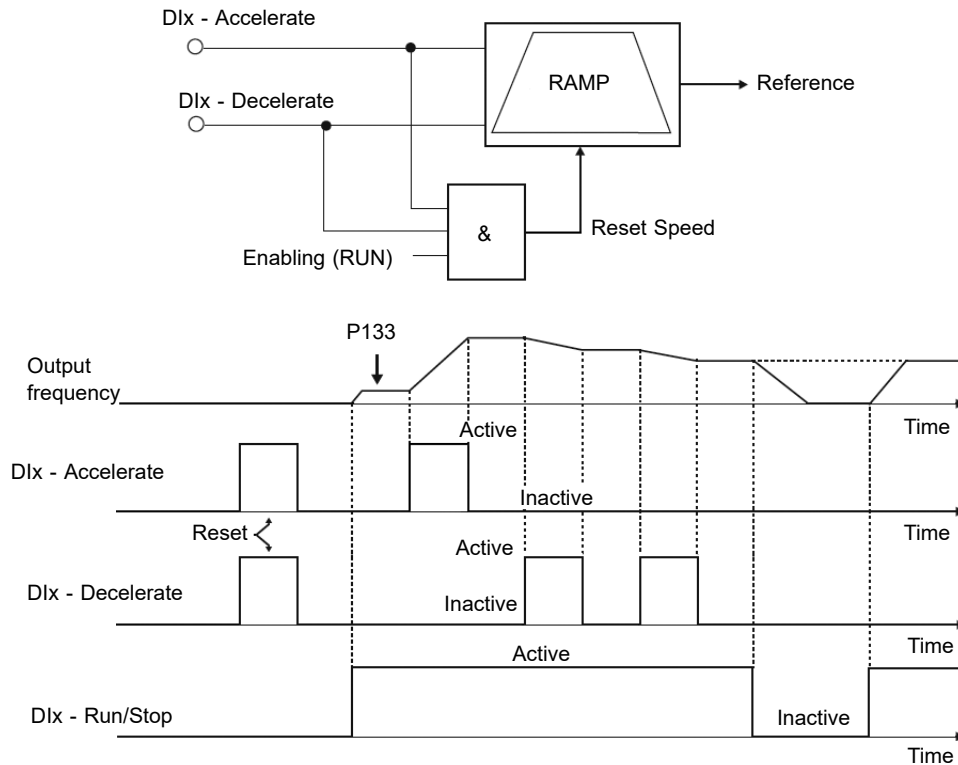 DIx - Accelerate
DIx - Decelerate
RAMP
Reference
&
Reset Speed
Enabling (RUN)
P133
Output
frequency
Time
Active
DIx - Accelerate
Inactive
Time
Reset
Active
DIx - Decelerate
Inactive
Time
Active
DIx - Run/Stop
Inactive
Time